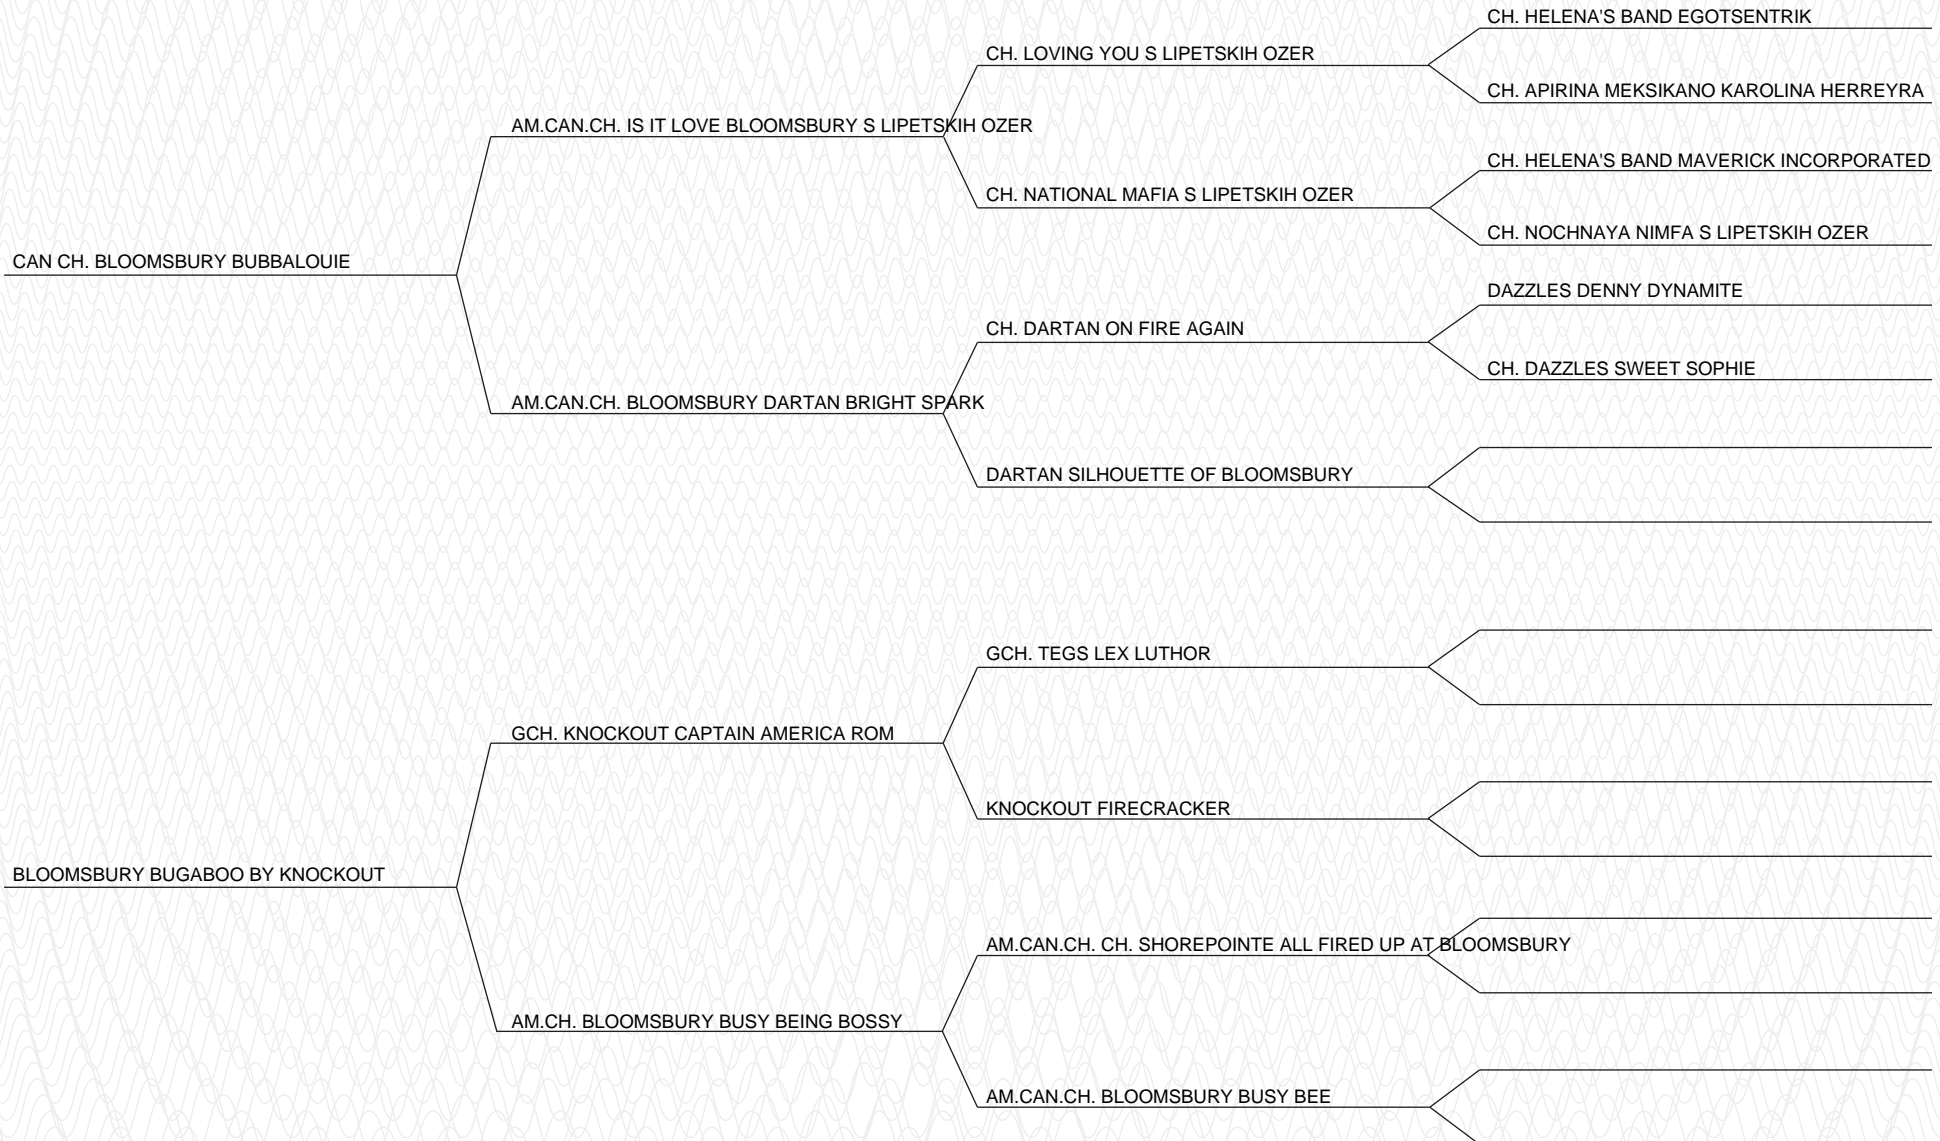 CH. HELENA'S BAND EGOTSENTRIK
CH. LOVING YOU S LIPETSKIH OZER
CH. APIRINA MEKSIKANO KAROLINA HERREYRA
AM.CAN.CH. IS IT LOVE BLOOMSBURY S LIPETSKIH OZER
CH. HELENA'S BAND MAVERICK INCORPORATED
CH. NATIONAL MAFIA S LIPETSKIH OZER
CH. NOCHNAYA NIMFA S LIPETSKIH OZER
CAN CH. BLOOMSBURY BUBBALOUIE
DAZZLES DENNY DYNAMITE
CH. DARTAN ON FIRE AGAIN
CH. DAZZLES SWEET SOPHIE
AM.CAN.CH. BLOOMSBURY DARTAN BRIGHT SPARK
DARTAN SILHOUETTE OF BLOOMSBURY
GCH. TEGS LEX LUTHOR
GCH. KNOCKOUT CAPTAIN AMERICA ROM
KNOCKOUT FIRECRACKER
BLOOMSBURY BUGABOO BY KNOCKOUT
AM.CAN.CH. CH. SHOREPOINTE ALL FIRED UP AT BLOOMSBURY
AM.CH. BLOOMSBURY BUSY BEING BOSSY
AM.CAN.CH. BLOOMSBURY BUSY BEE